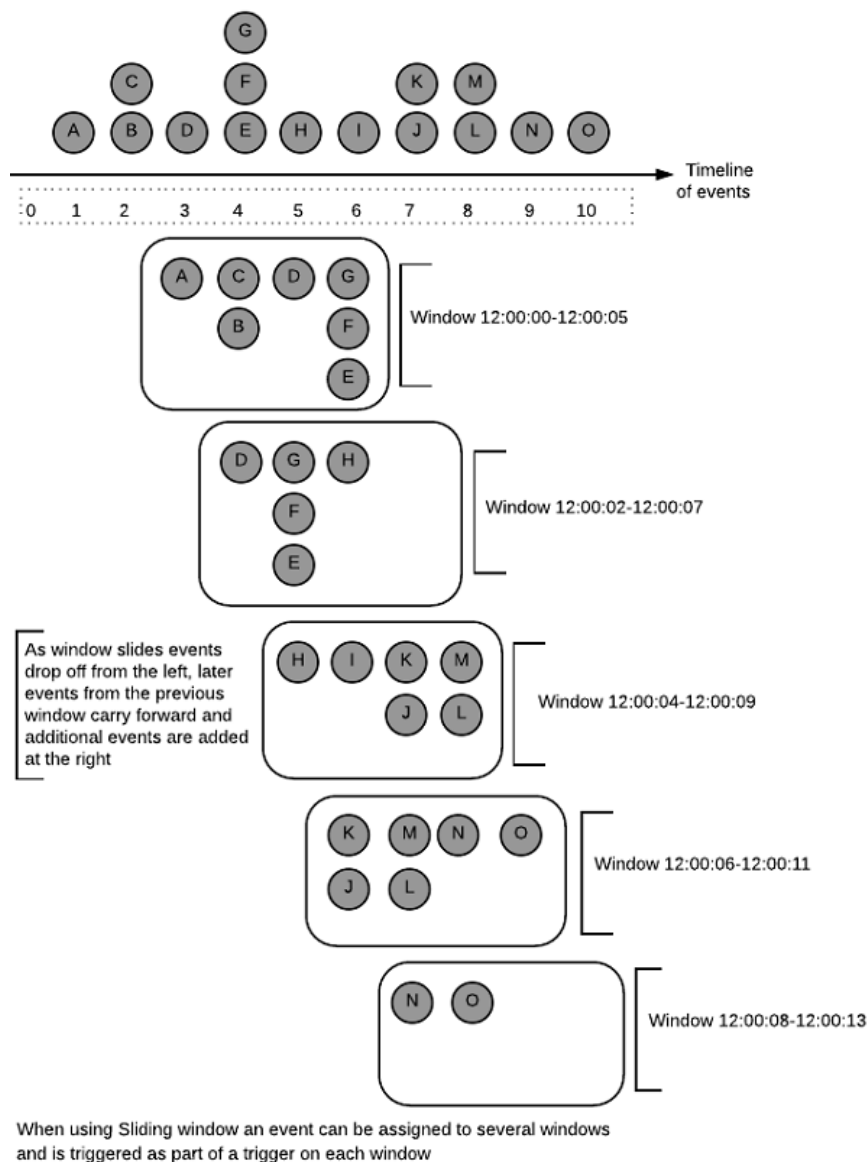 G
C F K M
A B D E H I J L N O
Timeline
of events
0 1 2 3 4 5 6 7 8 9 10
A C D G
B F
E
Window 12:00:00-12:00:05
D G H
F
E
Window 12:00:02-12:00:07
As window slides events
drop off from the left, later
events from the previous
window carry forward and
additional events are added
at the right
H I K M
J L
Window 12:00:04-12:00:09
K M N O
J L
Window 12:00:06-12:00:11
N O
Window 12:00:08-12:00:13
When using Sliding window an event can be assigned to several windows
and is triggered as part of a trigger on each window